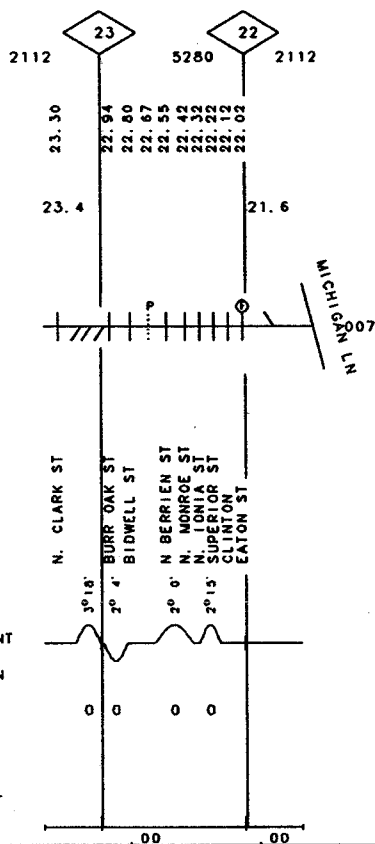 23 22
2112 5280 2112
23.30
22.94
22.80
22.67
22.55
22.42
22.32
22.22
22.12
22.02
23.4 21.6
P
MICHIGAN LN
007
N. CLARK ST
BURR OAK ST
BIDWELL ST
N BERRIEN ST
N. MONROE ST
N. IONIA ST
SUPERIOR ST
CLINTON
EATON ST
3° 18'
2° 4'
2° 0'
2° 15'
NT
N
0 0 0 0
.00 .00